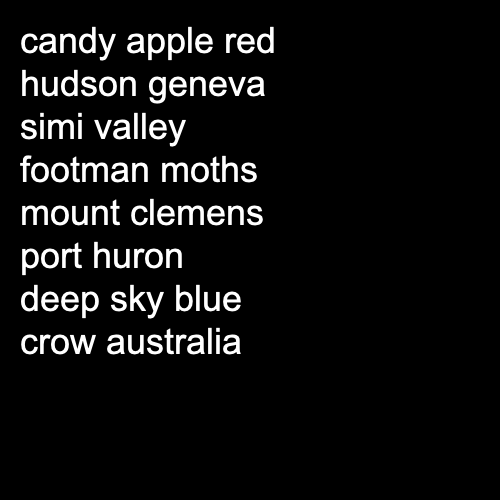 candy apple red
hudson geneva
simi valley
footman moths
mount clemens
port huron
deep sky blue
crow australia